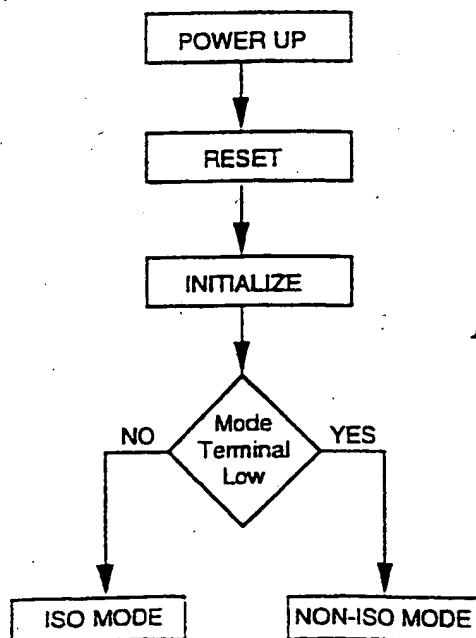 POWER UP
RESET
INITIALIZE
Mode
Terminal
Low
NO
YES
ISO MODE
NON-ISO MODE